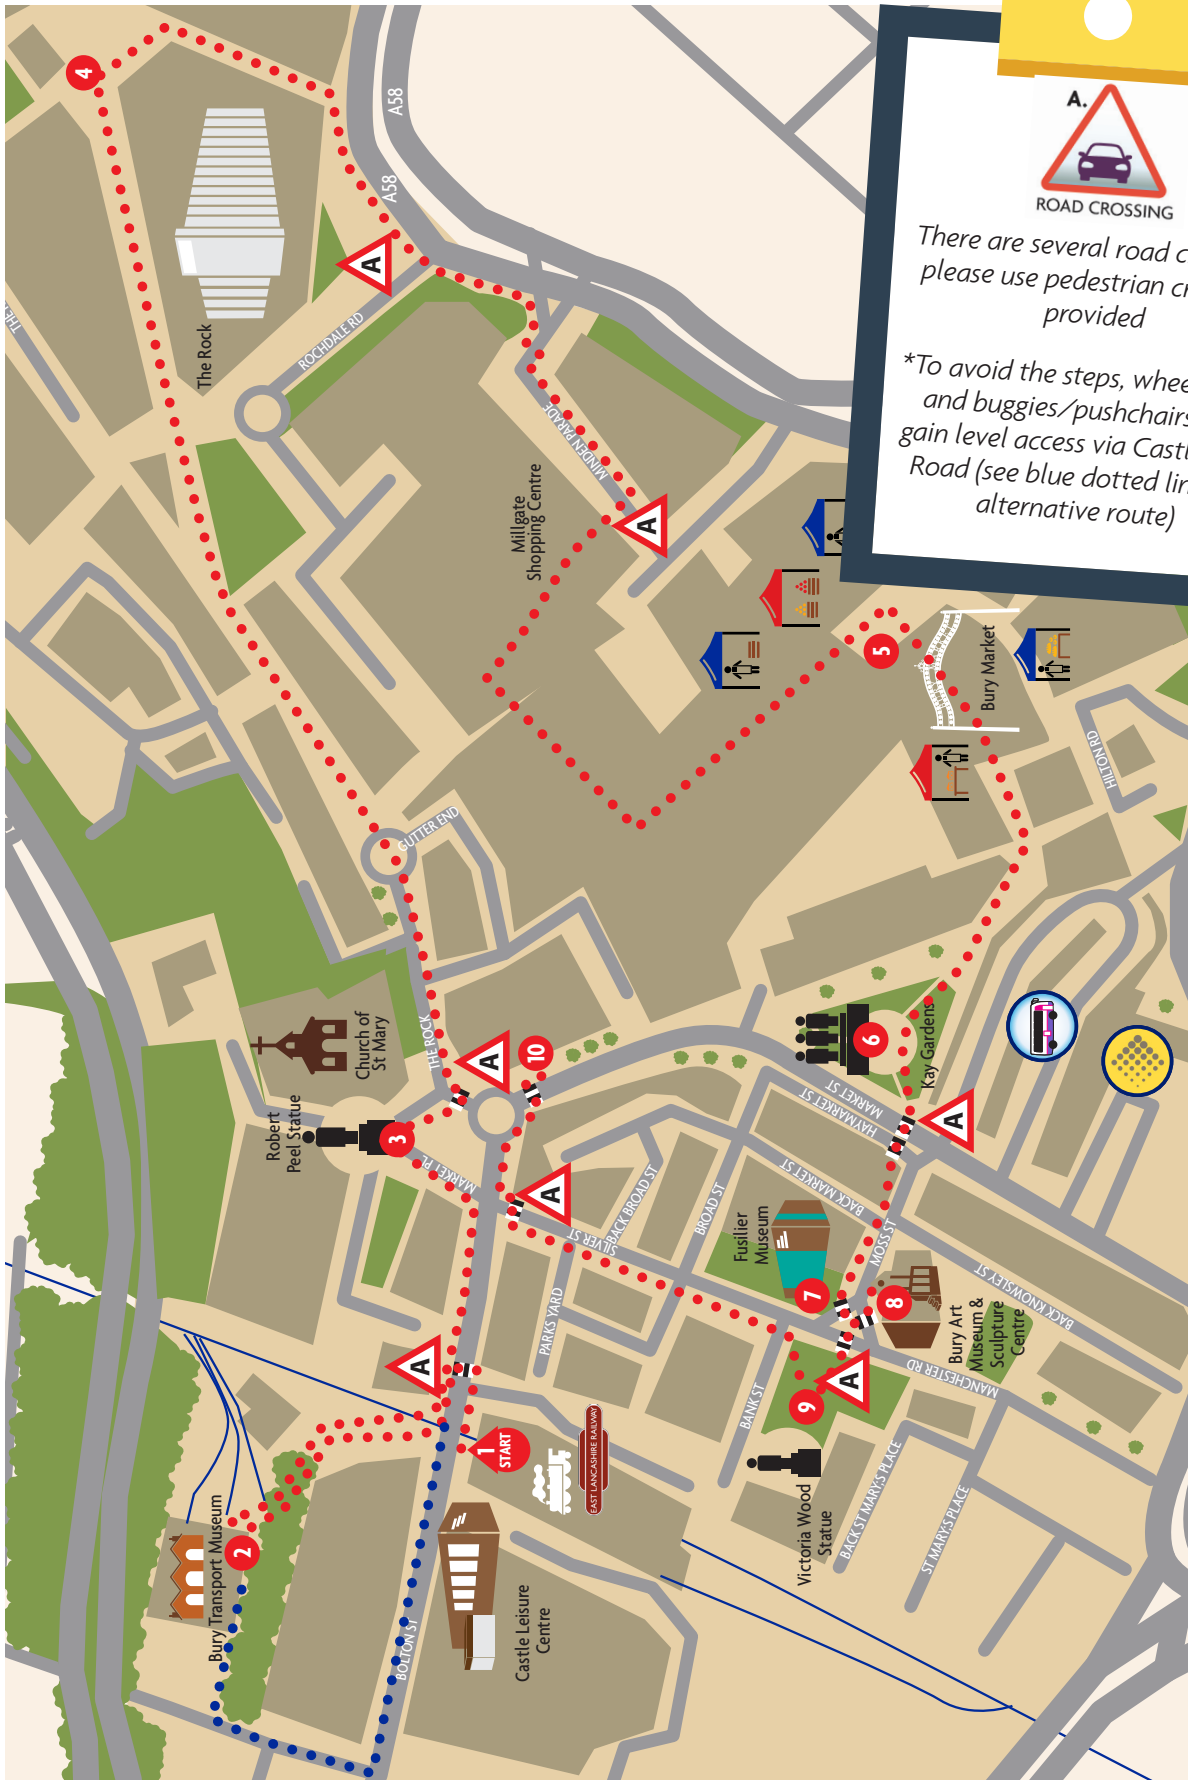 A.
ROAD CROSSING
There are several road c
please use pedestrian cr
provided
*To avoid the steps, whee
and buggies/pushchairs
gain level access via Castl
Road (see blue dotted lin
alternative route)
4
A58
A58
A
The Rock
ROCHDALE RD
MINDEN PARADE
Millgate
Shopping Centre
A
5
Bury Market
HILTON RD
GUTTER END
THE ROCK
Church of
St Mary
Robert
Peel Statue
3
MARKET PL
A
10
6
Kay Gardens
MARKET ST
HAYMARKET ST
A
BACK MARKET ST
BROAD ST
BACK BROAD ST
SILVER ST
A
Fusilier
Museum
7
MOSS ST
8
Bury Art
Museum &
Sculpture
Centre
BACK KNOWSLEY ST
MANCHESTER RD
PARKS YARD
BANK ST
A
9
A
1
START
EAST LANCASHIRE RAILWAY
Victoria Wood
Statue
BACK ST MARY'S PLACE
ST MARY'S PLACE
Bury Transport Museum
2
Castle Leisure
Centre
BOLTON ST